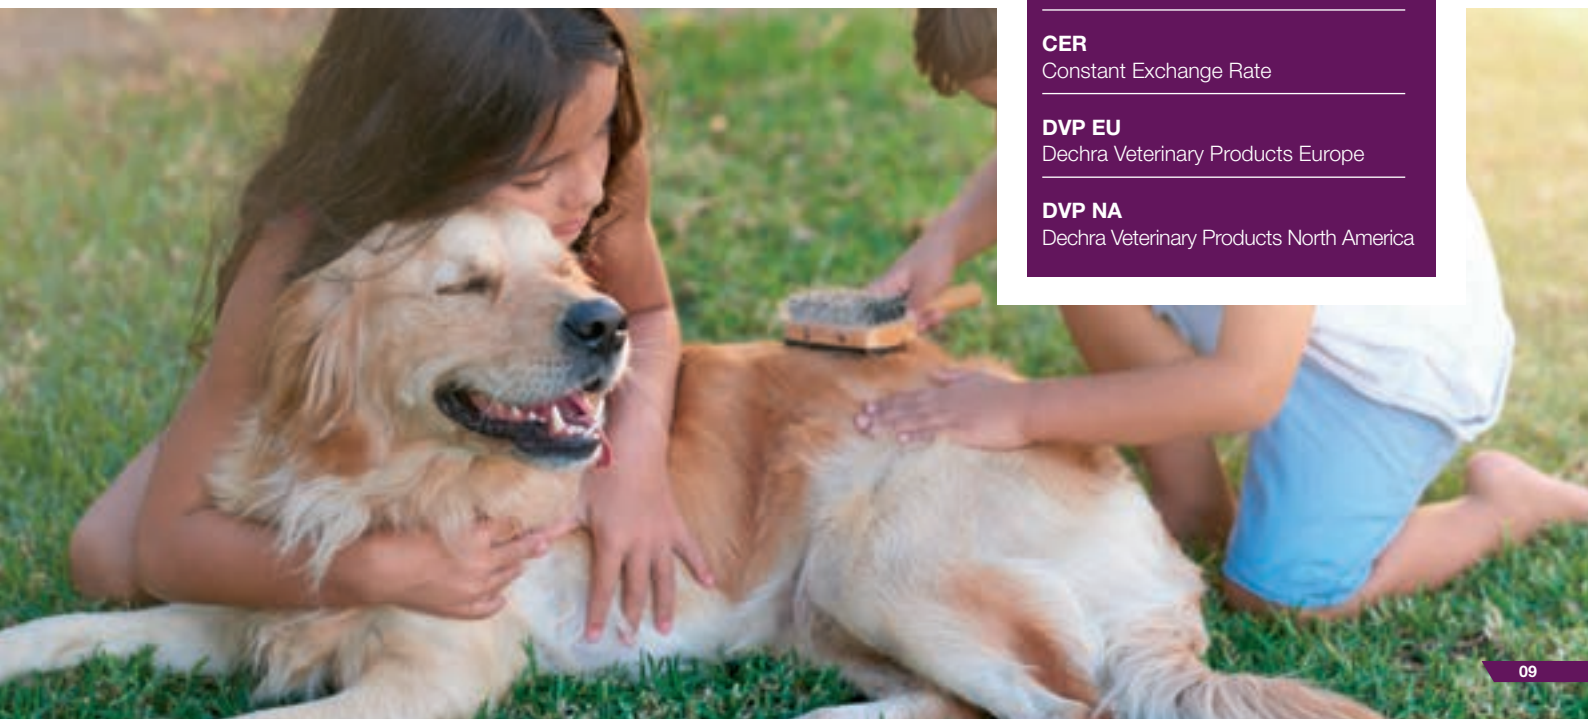 CER
Constant Exchange Rate
DVP EU
Dechra Veterinary Products Europe
DVP NA
Dechra Veterinary Products North America
09